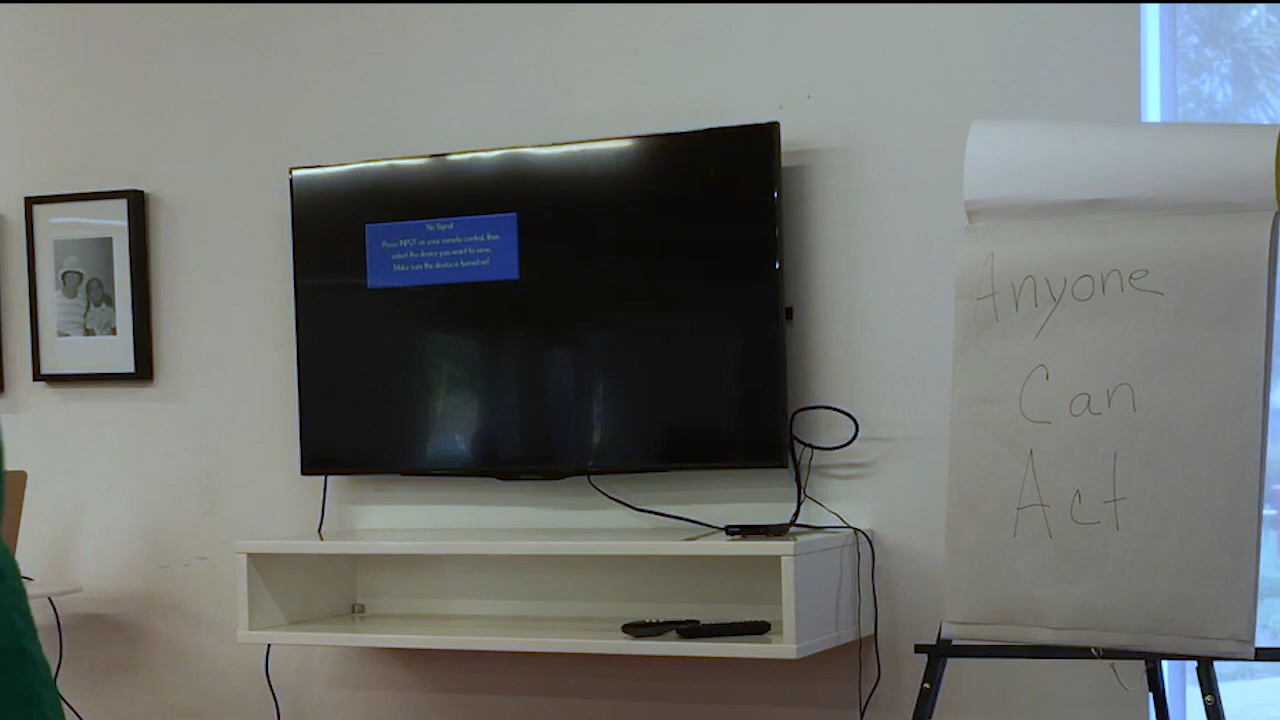 No Signal
Press INPUT on your remote control, then
select the device you want to view.
Make sure the device is turned on!
Anyone
Can
Act